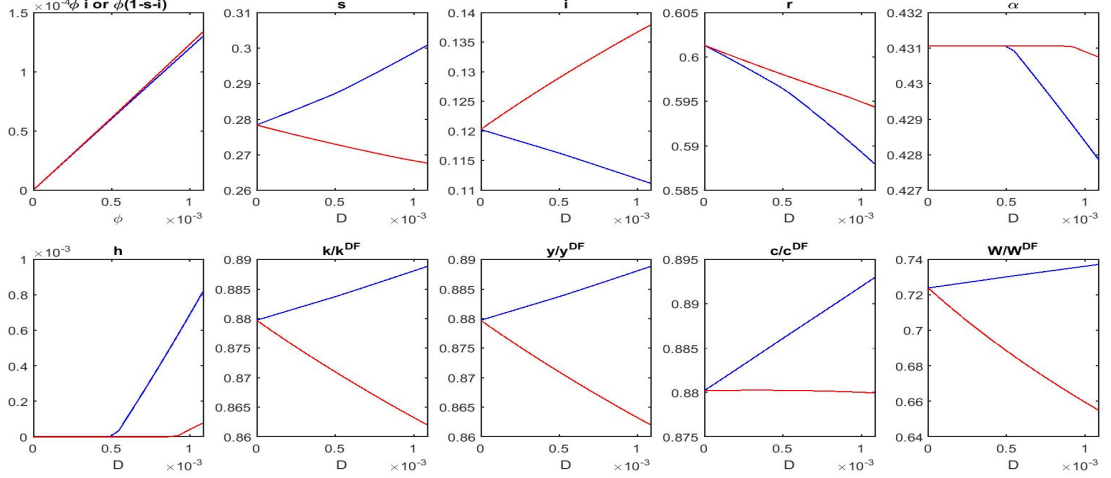 ×10⁻⁴ ϕ i or ϕ(1-s-i) s i r α
1.5 0.31 0.14 0.605 0.432
0.3 0.135 0.431
1 0.6 0.43
0.29 0.13
0.28 0.125 0.595 0.429
0.5 0.12
0.27 0.59 0.428
0.115
0 0.26 0.11 0.585 0.427
0 0.5 1 0 0.5 1 0 0.5 1 0 0.5 1 0 0.5 1
ϕ ×10⁻³ D ×10⁻³ D ×10⁻³ D ×10⁻³ D ×10⁻³
×10⁻³ h k/k^DF y/y^DF c/c^DF W/W^DF
1 0.89 0.89 0.895 0.74
0.8 0.885 0.885 0.72
0.89
0.6 0.88 0.88 0.7
0.885
0.4 0.875 0.875 0.68
0.87 0.87 0.88
0.2 0.865 0.865 0.66
0 0.86 0.86 0.875 0.64
0 0.5 1 0 0.5 1 0 0.5 1 0 0.5 1 0 0.5 1
D ×10⁻³ D ×10⁻³ D ×10⁻³ D ×10⁻³ D ×10⁻³